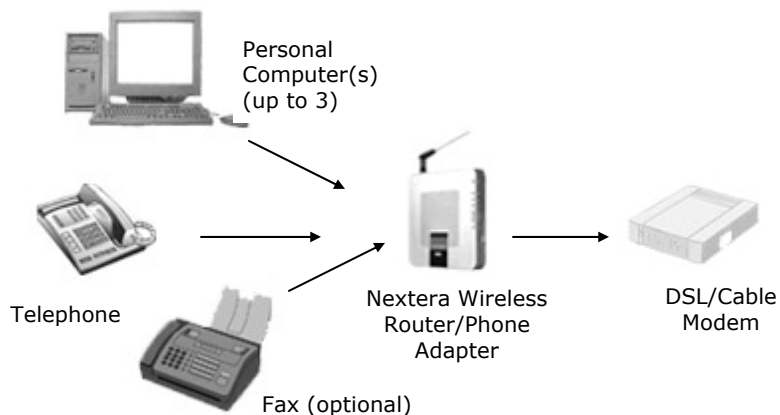 Personal
Computer(s)
(up to 3)
Telephone
Nextera Wireless
Router/Phone
Adapter
DSL/Cable
Modem
Fax (optional)